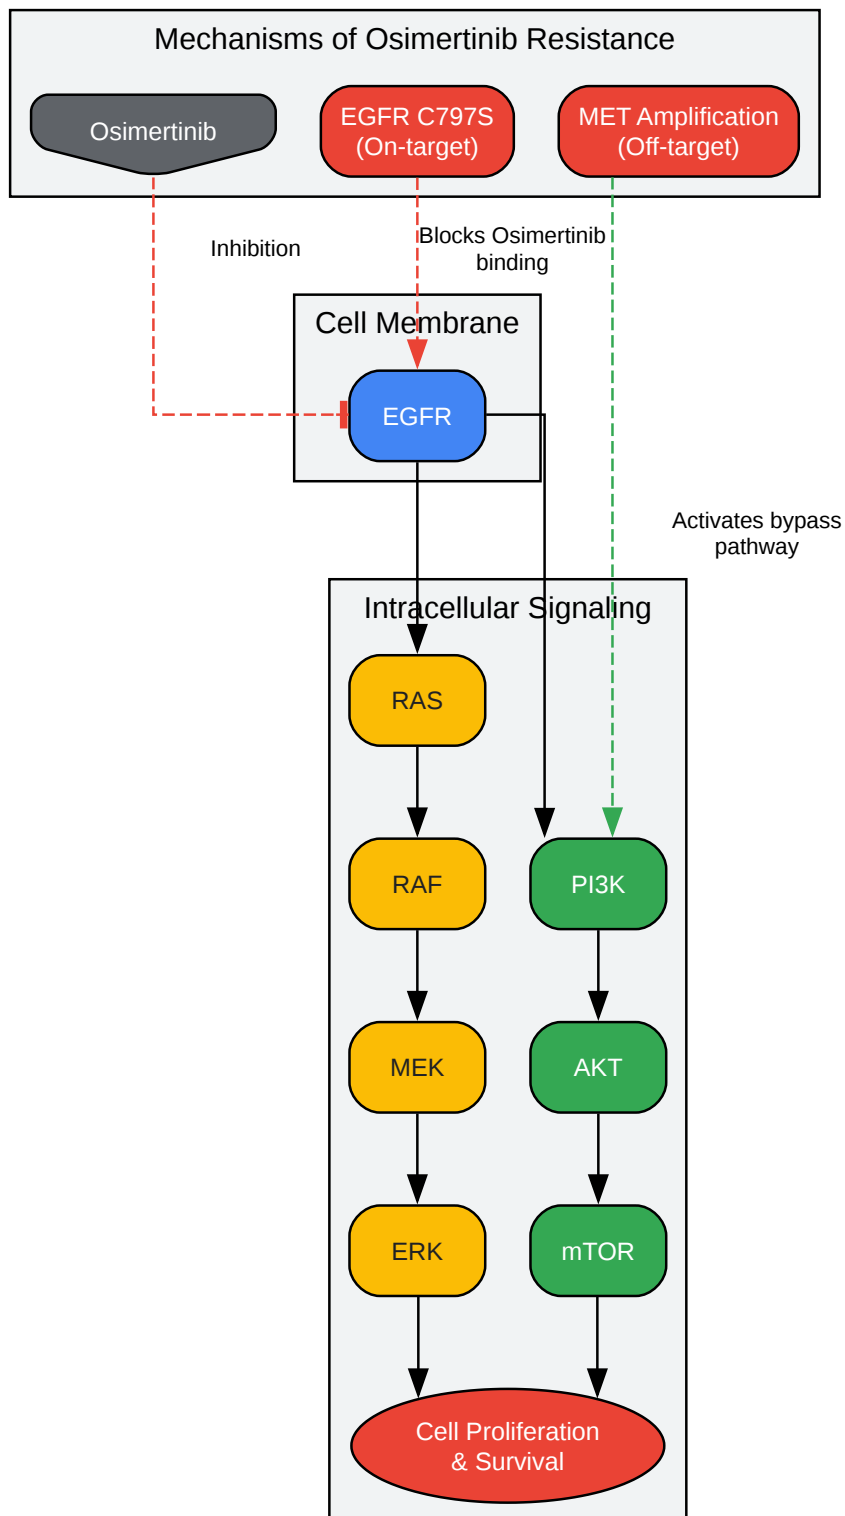 Mechanisms of Osimertinib Resistance
Osimertinib
EGFR C797S
(On-target)
MET Amplification
(Off-target)
Inhibition
Blocks Osimertinib
binding
Cell Membrane
EGFR
Activates bypass
pathway
Intracellular Signaling
RAS
RAF
PI3K
MEK
AKT
ERK
mTOR
Cell Proliferation
& Survival